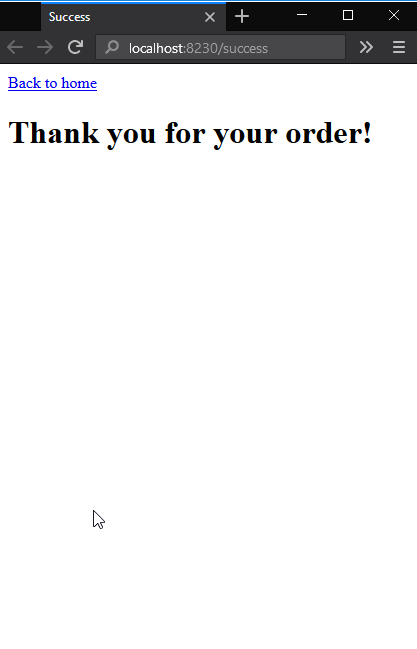 Success
localhost:8230/success
Back to home
Thank you for your order!